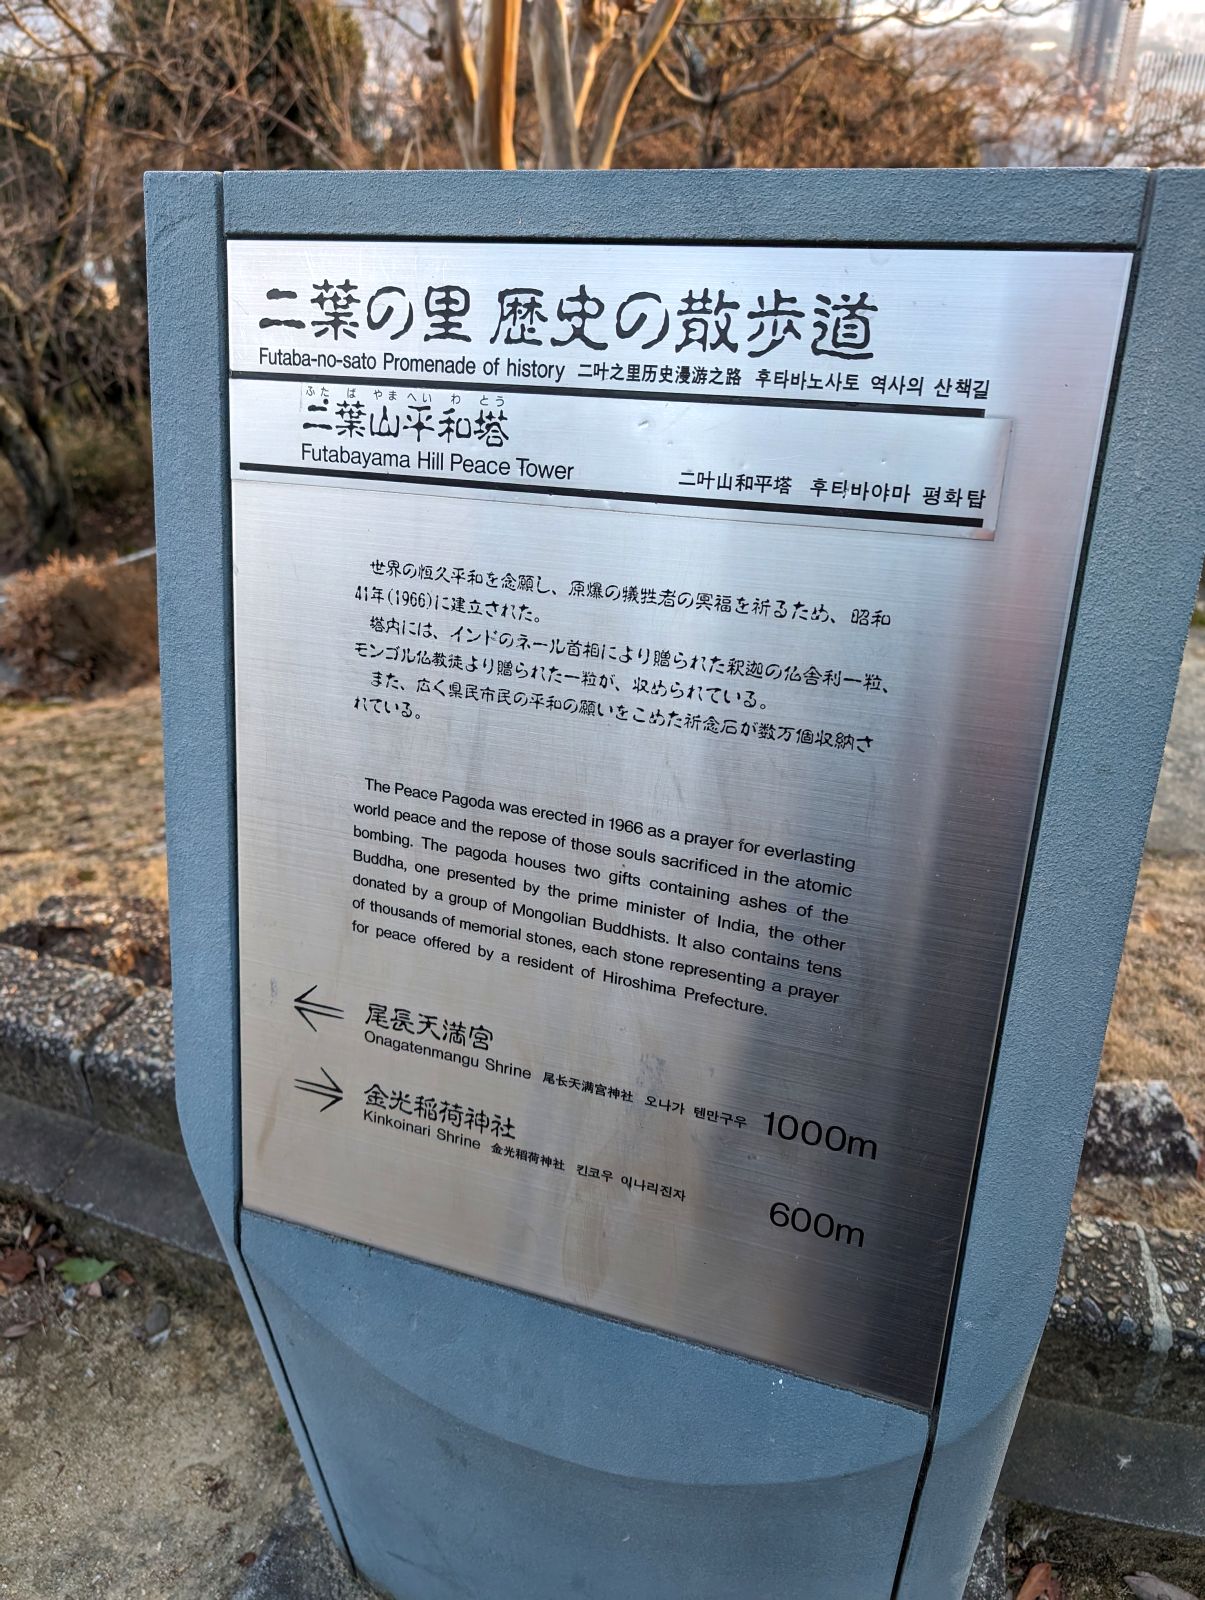 二葉の里 歴史の散歩道
Futaba-no-sato Promenade of history 二叶之里历史漫游之路 후타바노사토 역사의 산책길
ふたばやまへいわとう
二葉山平和塔
Futabayama Hill Peace Tower 二叶山和平塔 후타바야마 평화탑
世界の恒久平和を念願し、原爆の犠牲者の冥福を祈るため、昭和
41年(1966)に建立された。
塔内には、インドのネール首相により贈られた釈迦の仏舎利一粒、
モンゴル仏教徒より贈られた一粒が、収められている。
また、広く県民市民の平和の願いをこめた祈念石が数万個収納さ
れている。
The Peace Pagoda was erected in 1966 as a prayer for everlasting
world peace and the repose of those souls sacrificed in the atomic
bombing. The pagoda houses two gifts containing ashes of the
Buddha, one presented by the prime minister of India, the other
donated by a group of Mongolian Buddhists. It also contains tens
of thousands of memorial stones, each stone representing a prayer
for peace offered by a resident of Hiroshima Prefecture.
尾長天満宮
Onagatenmangu Shrine 尾长天满宫神社 오나가 텐만구우 1000m
金光稲荷神社
Kinkoinari Shrine 金光稻荷神社 킨코우 이나리진자 600m